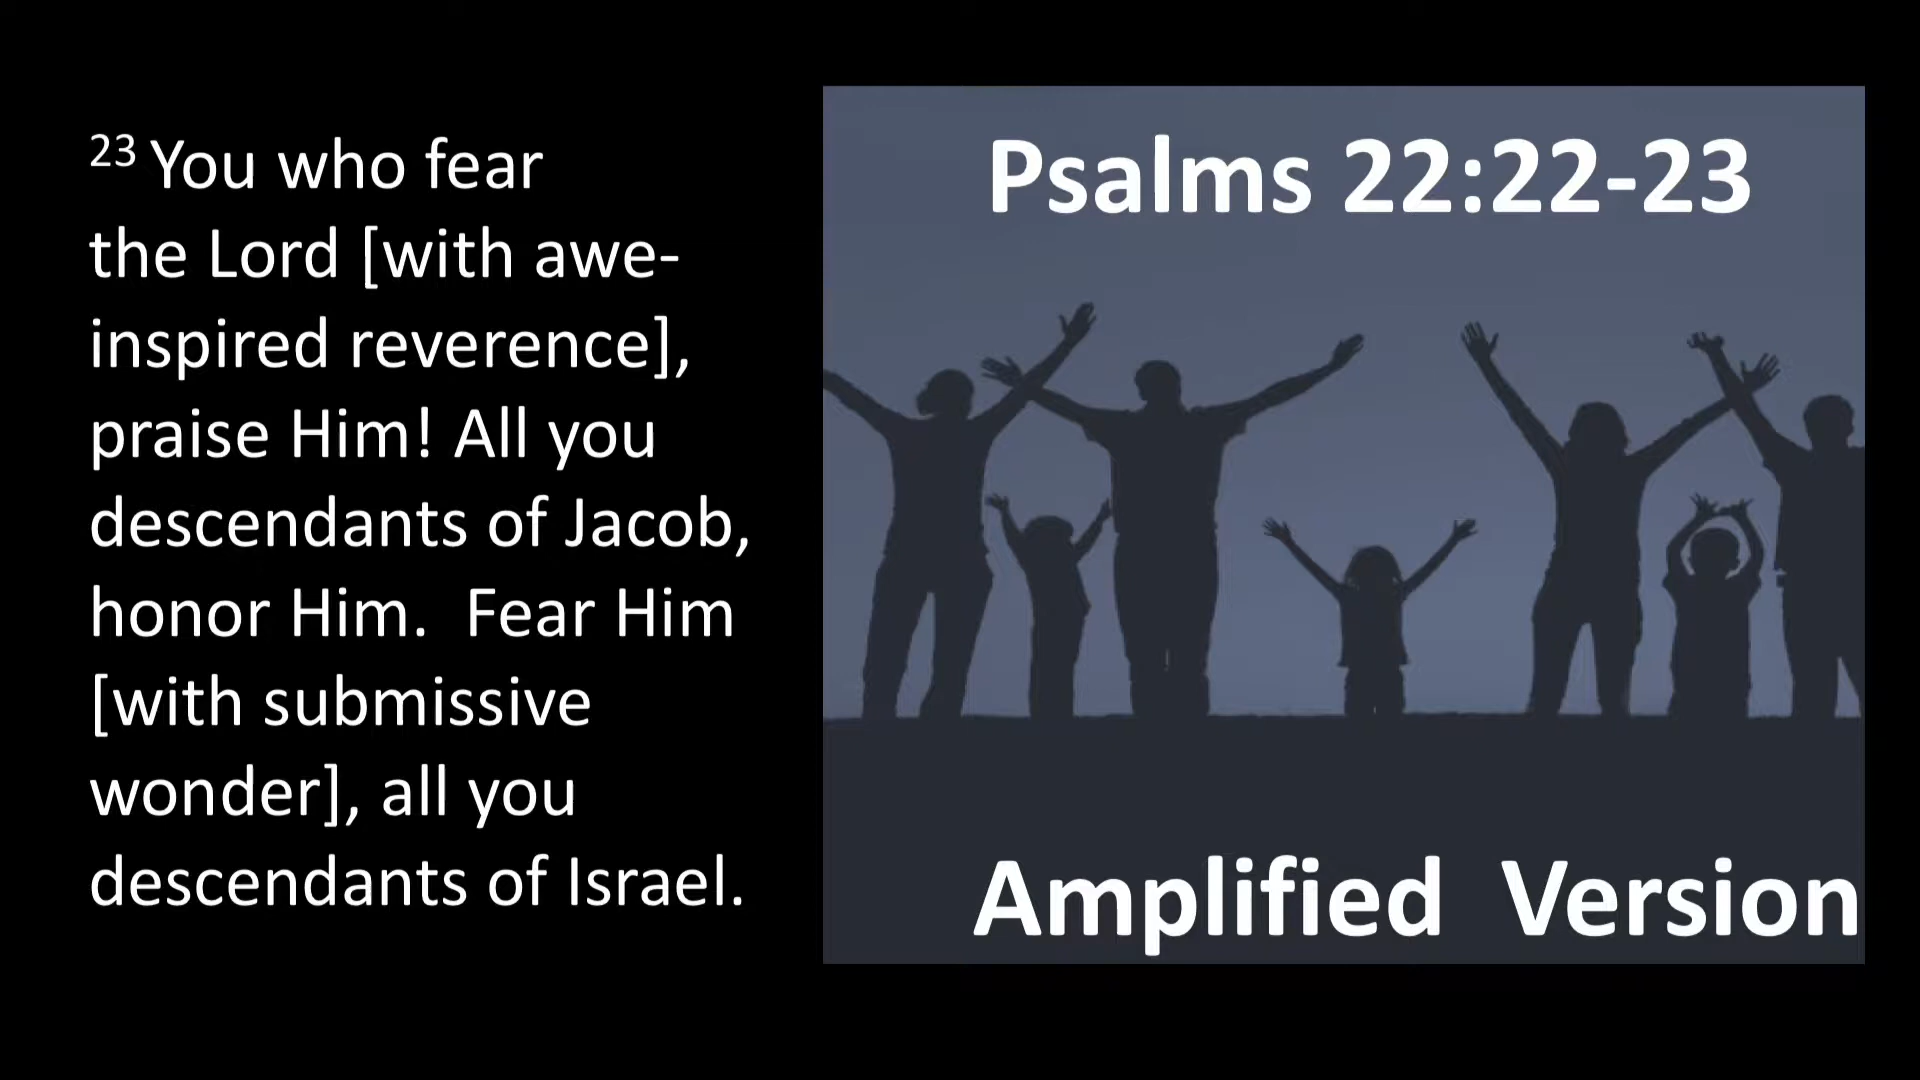 23 You who fear
the Lord [with awe-
inspired reverence],
praise Him! All you
descendants of Jacob,
honor Him.  Fear Him
[with submissive
wonder], all you
descendants of Israel.
Psalms 22:22-23
Amplified  Version